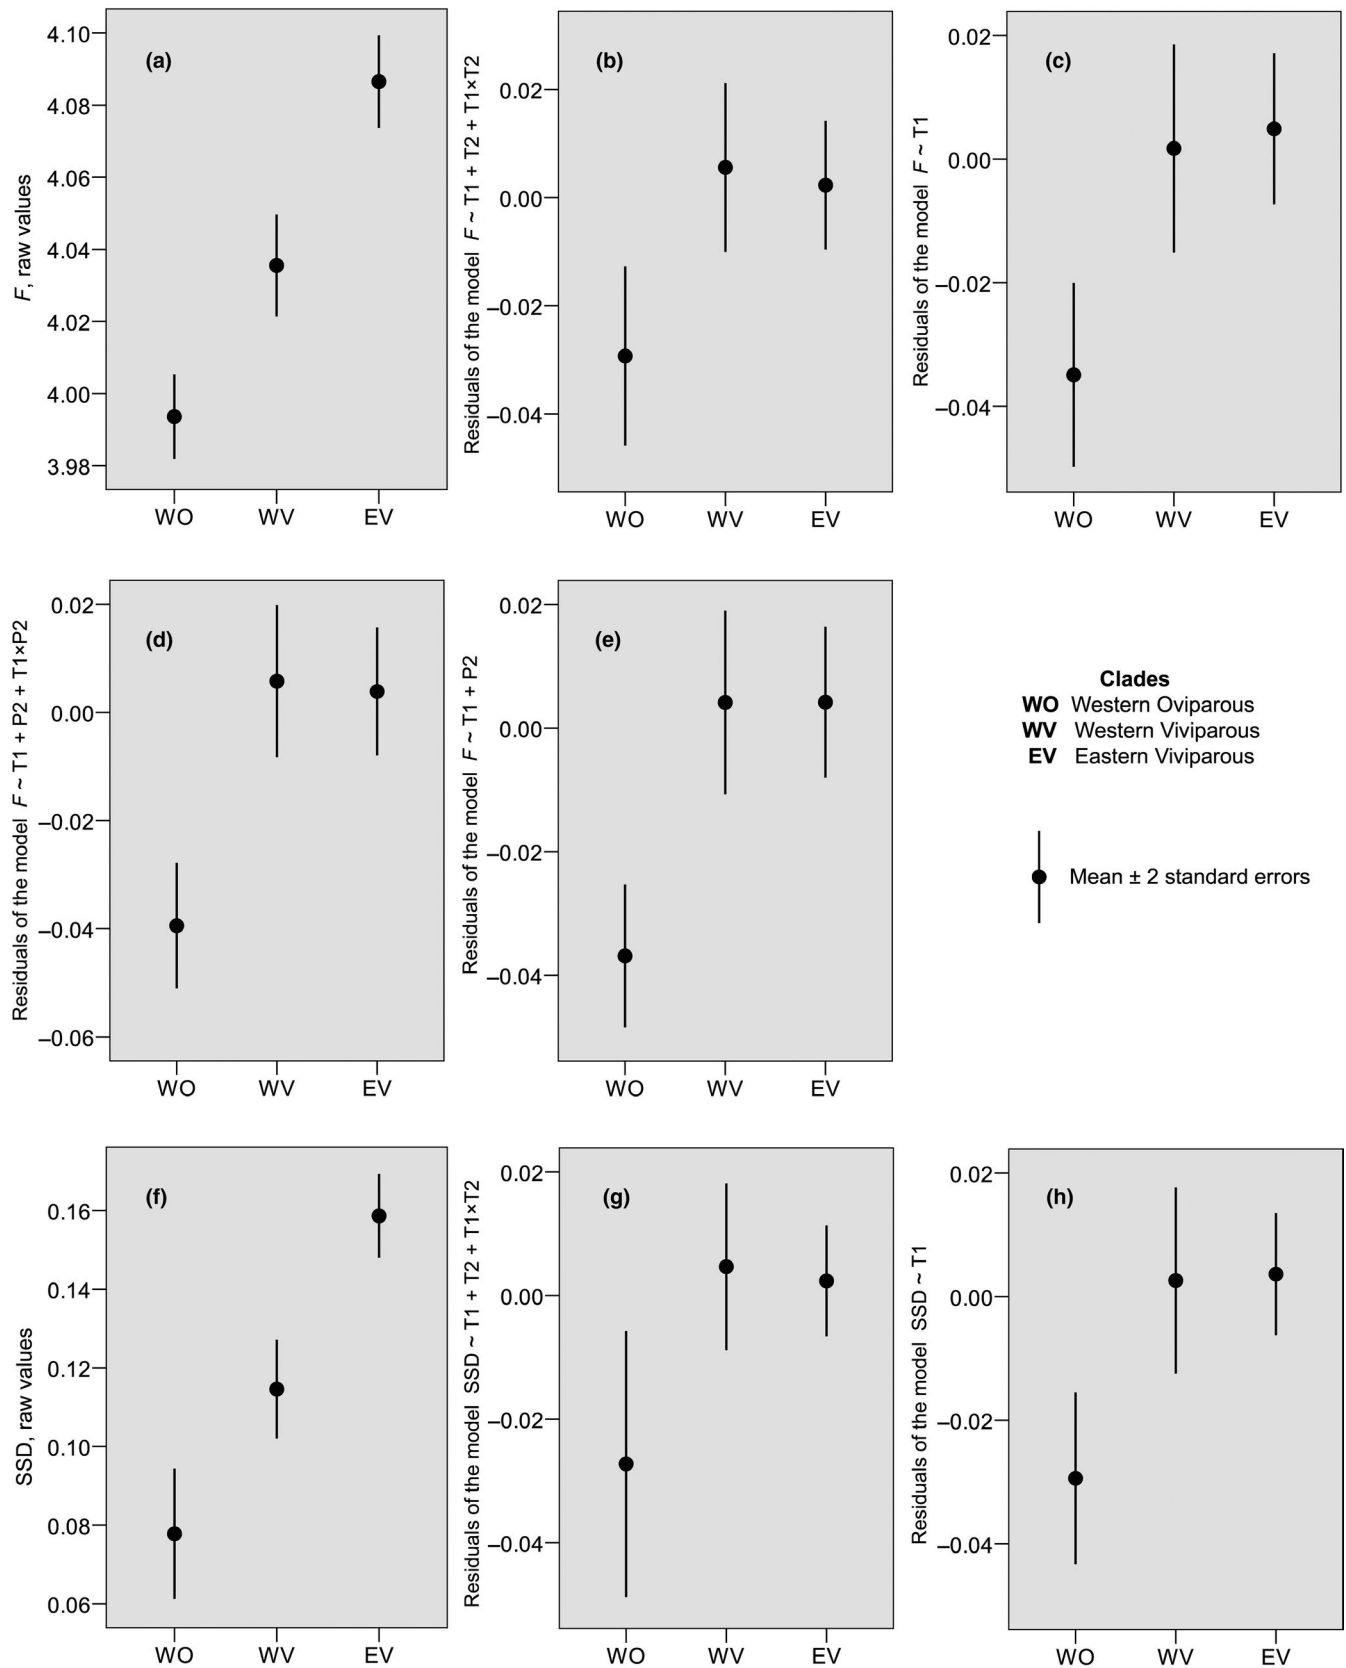 (a)
F, raw values
4.10
4.08
4.06
4.04
4.02
4.00
3.98
WO WV EV
(b)
Residuals of the model F ~ T1 + T2 + T1×T2
0.02
0.00
–0.02
–0.04
WO WV EV
(c)
Residuals of the model F ~ T1
0.02
0.00
–0.02
–0.04
WO WV EV
(d)
Residuals of the model F ~ T1 + P2 + T1×P2
0.02
0.00
–0.02
–0.04
–0.06
WO WV EV
(e)
Residuals of the model F ~ T1 + P2
0.02
0.00
–0.02
–0.04
WO WV EV
Clades
WO Western Oviparous
WV Western Viviparous
EV Eastern Viviparous
Mean ± 2 standard errors
(f)
SSD, raw values
0.16
0.14
0.12
0.10
0.08
0.06
WO WV EV
(g)
Residuals of the model SSD ~ T1 + T2 + T1×T2
0.02
0.00
–0.02
–0.04
WO WV EV
(h)
Residuals of the model SSD ~ T1
0.02
0.00
–0.02
–0.04
WO WV EV